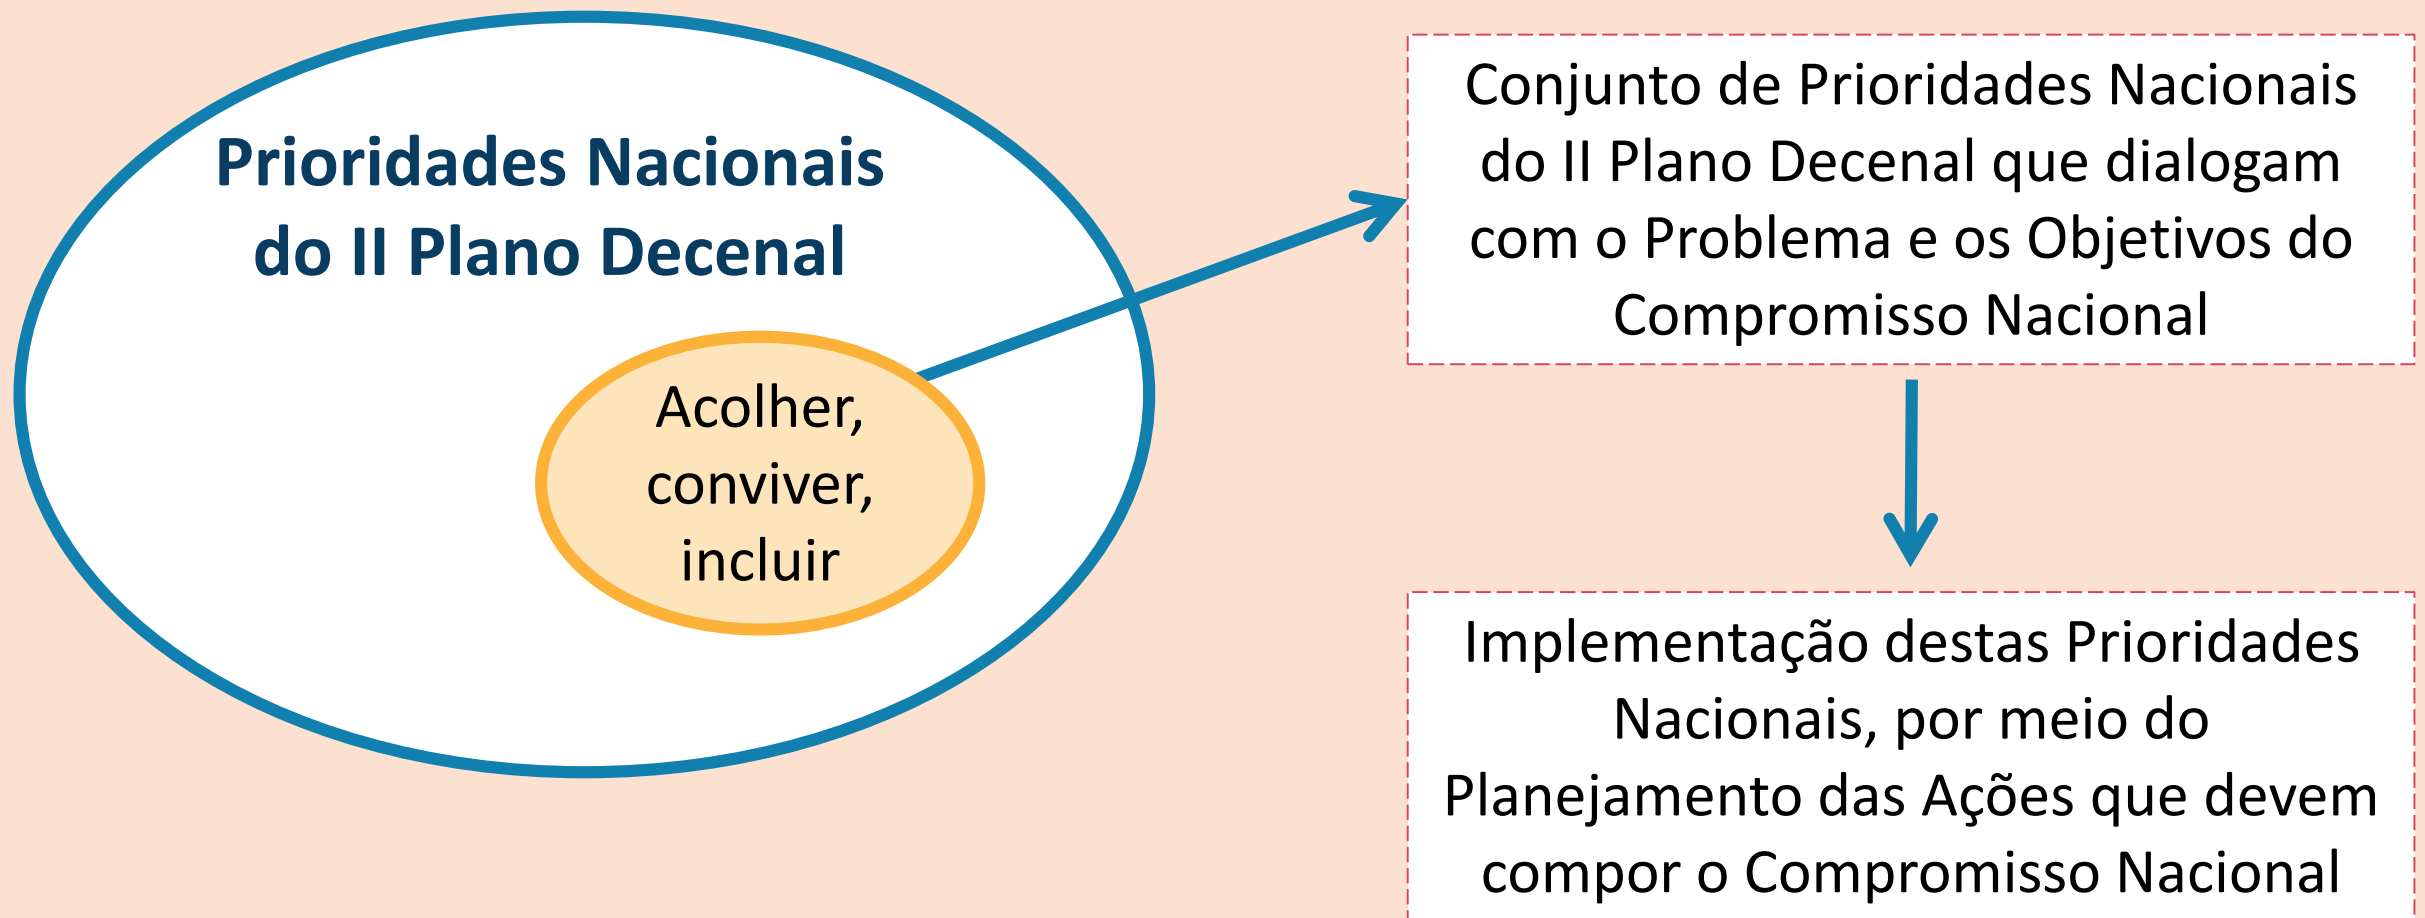 Prioridades Nacionais
do II Plano Decenal
Acolher,
conviver,
incluir
Conjunto de Prioridades Nacionais
do II Plano Decenal que dialogam
com o Problema e os Objetivos do
Compromisso Nacional
Implementação destas Prioridades
Nacionais, por meio do
Planejamento das Ações que devem
compor o Compromisso Nacional